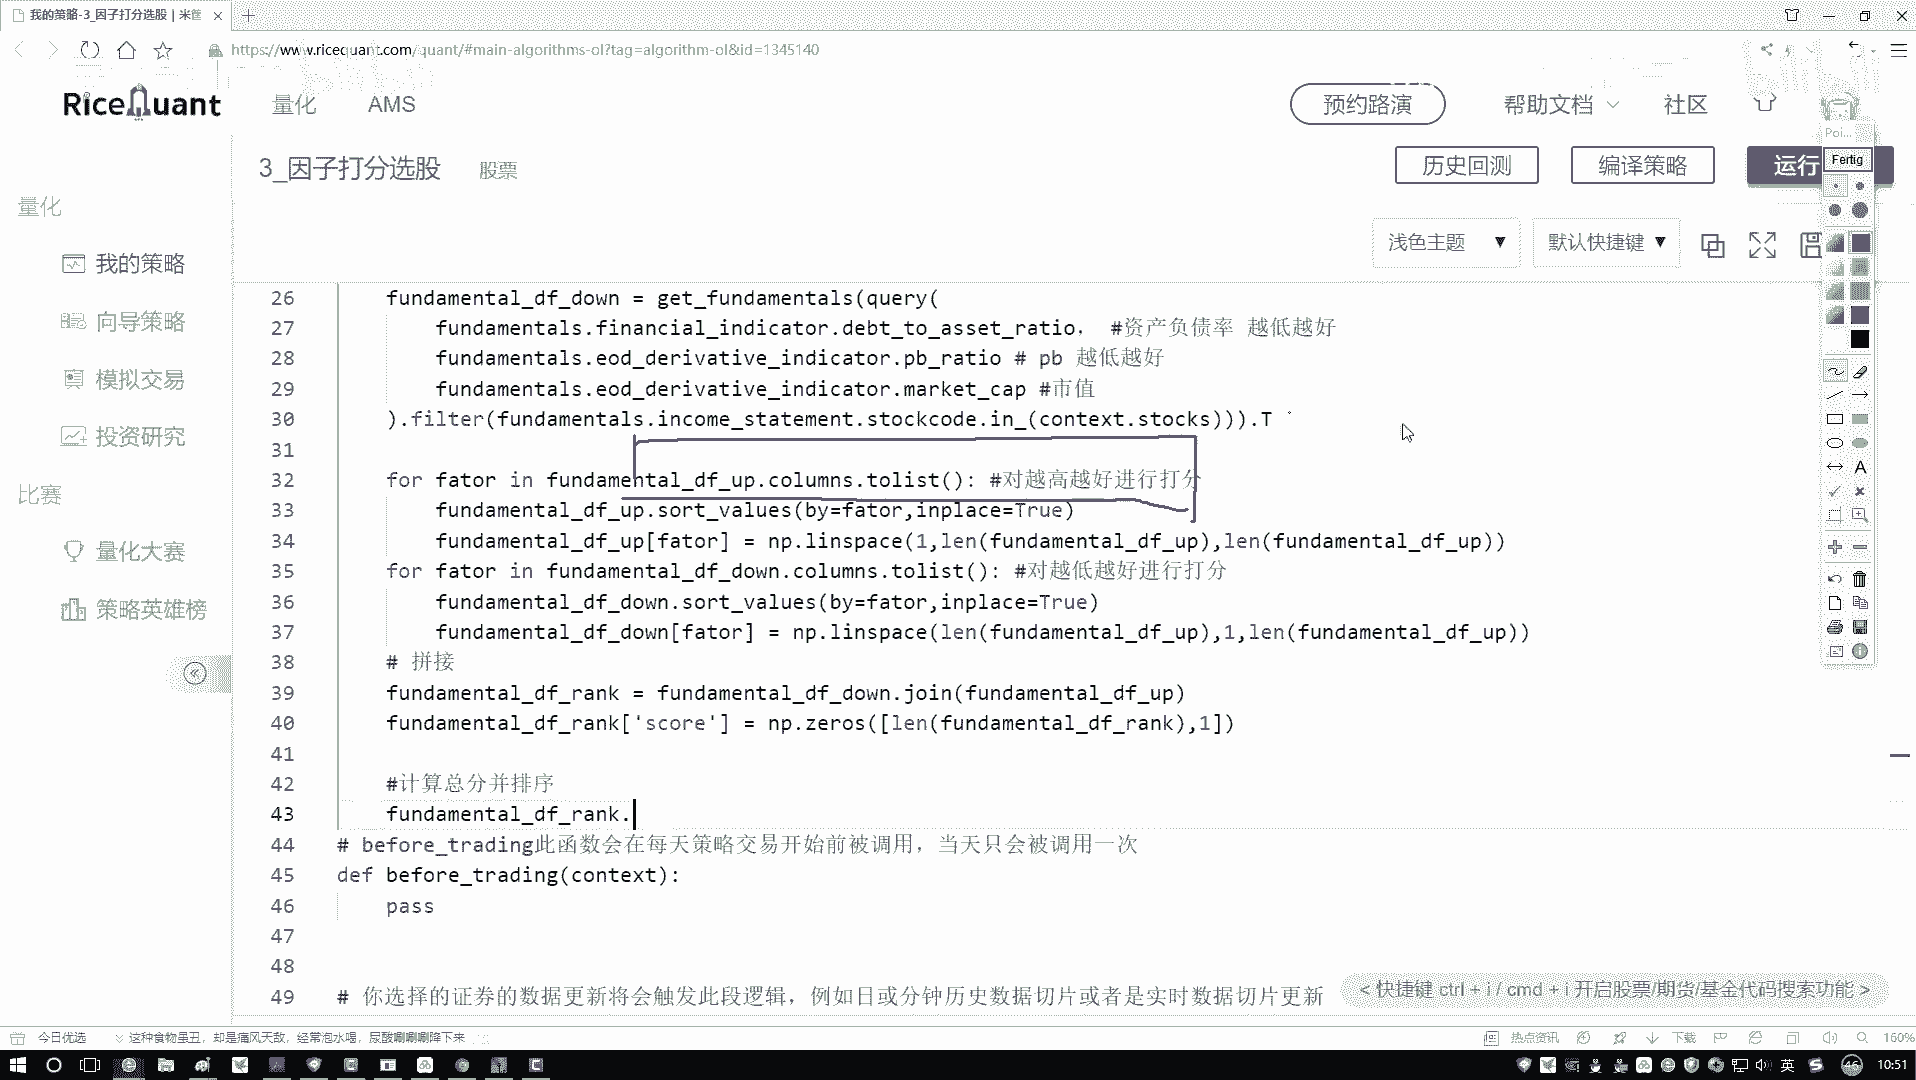 我的策略-3_因子打分选股 | 米筐
https://www.ricequant.com/quant/#main-algorithms-ol?tag=algorithm-ol&id=1345140
RiceQuant 量化 AMS 预约路演 帮助文档 社区
3_因子打分选股 股票 历史回测 编译策略 运行
Poi...
Fertig
浅色主题 ▼ 默认快捷键 ▼
量化
我的策略
向导策略
模拟交易
投资研究
比赛
量化大赛
策略英雄榜
26 fundamental_df_down = get_fundamentals(query(
27 fundamentals.financial_indicator.debt_to_asset_ratio， #资产负债率 越低越好
28 fundamentals.eod_derivative_indicator.pb_ratio # pb 越低越好
29 fundamentals.eod_derivative_indicator.market_cap #市值
30 ).filter(fundamentals.income_statement.stockcode.in_(context.stocks))).T
31
32 for fator in fundamental_df_up.columns.tolist(): #对越高越好进行打分
33 fundamental_df_up.sort_values(by=fator,inplace=True)
34 fundamental_df_up[fator] = np.linspace(1,len(fundamental_df_up),len(fundamental_df_up))
35 for fator in fundamental_df_down.columns.tolist(): #对越低越好进行打分
36 fundamental_df_down.sort_values(by=fator,inplace=True)
37 fundamental_df_down[fator] = np.linspace(len(fundamental_df_up),1,len(fundamental_df_up))
38 # 拼接
39 fundamental_df_rank = fundamental_df_down.join(fundamental_df_up)
40 fundamental_df_rank['score'] = np.zeros([len(fundamental_df_rank),1])
41
42 #计算总分并排序
43 fundamental_df_rank.
44 # before_trading此函数会在每天策略交易开始前被调用，当天只会被调用一次
45 def before_trading(context):
46 pass
47
48
49 # 你选择的证券的数据更新将会触发此段逻辑，例如日或分钟历史数据切片或者是实时数据切片更新
< 快捷键 ctrl + i / cmd + i 开启股票/期货/基金代码搜索功能 >
今日优选 这种食物虽丑，却是痛风天敌，经常泡水喝，尿酸唰唰唰降下来 热点资讯 下载 160%
英 46 10:51